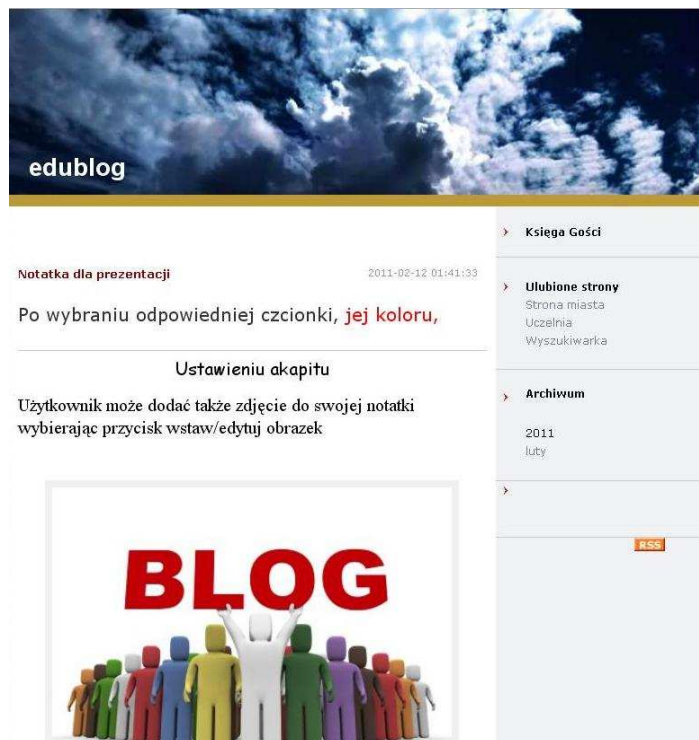 edublog
Notatka dla prezentacji
2011-02-12 01:41:33
Po wybraniu odpowiedniej czcionki, jej koloru,
Ustawieniu akapitu
Użytkownik może dodać także zdjęcie do swojej notatki
wybierając przycisk wstaw/edytuj obrazek
BLOG
Księga Gości
Ulubione strony
Strona miasta
Uczelnia
Wyszukiwarka
Archiwum
2011
luty
RSS